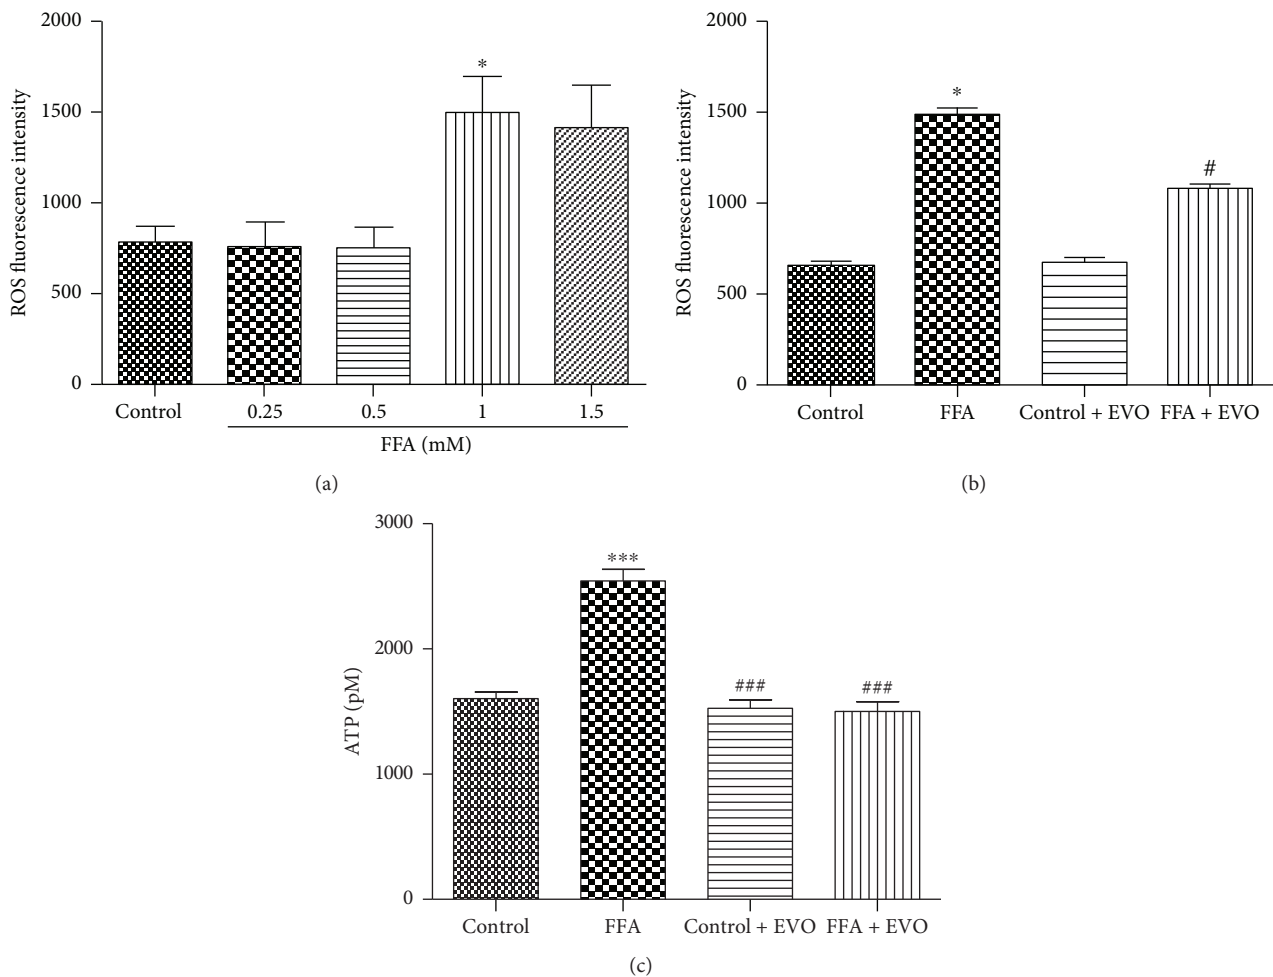 2000
1500
1000
500
0
ROS fluorescence intensity
*
Control
0.25
0.5
1
1.5
FFA (mM)
(a)
2000
1500
1000
500
0
ROS fluorescence intensity
*
#
Control
FFA
Control + EVO
FFA + EVO
(b)
3000
2000
1000
0
ATP (pM)
***
###
###
Control
FFA
Control + EVO
FFA + EVO
(c)